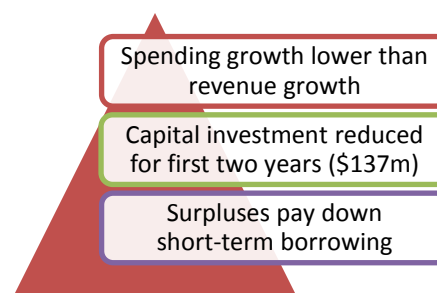 Spending growth lower than
revenue growth
Capital investment reduced
for first two years ($137m)
Surpluses pay down
short-term borrowing